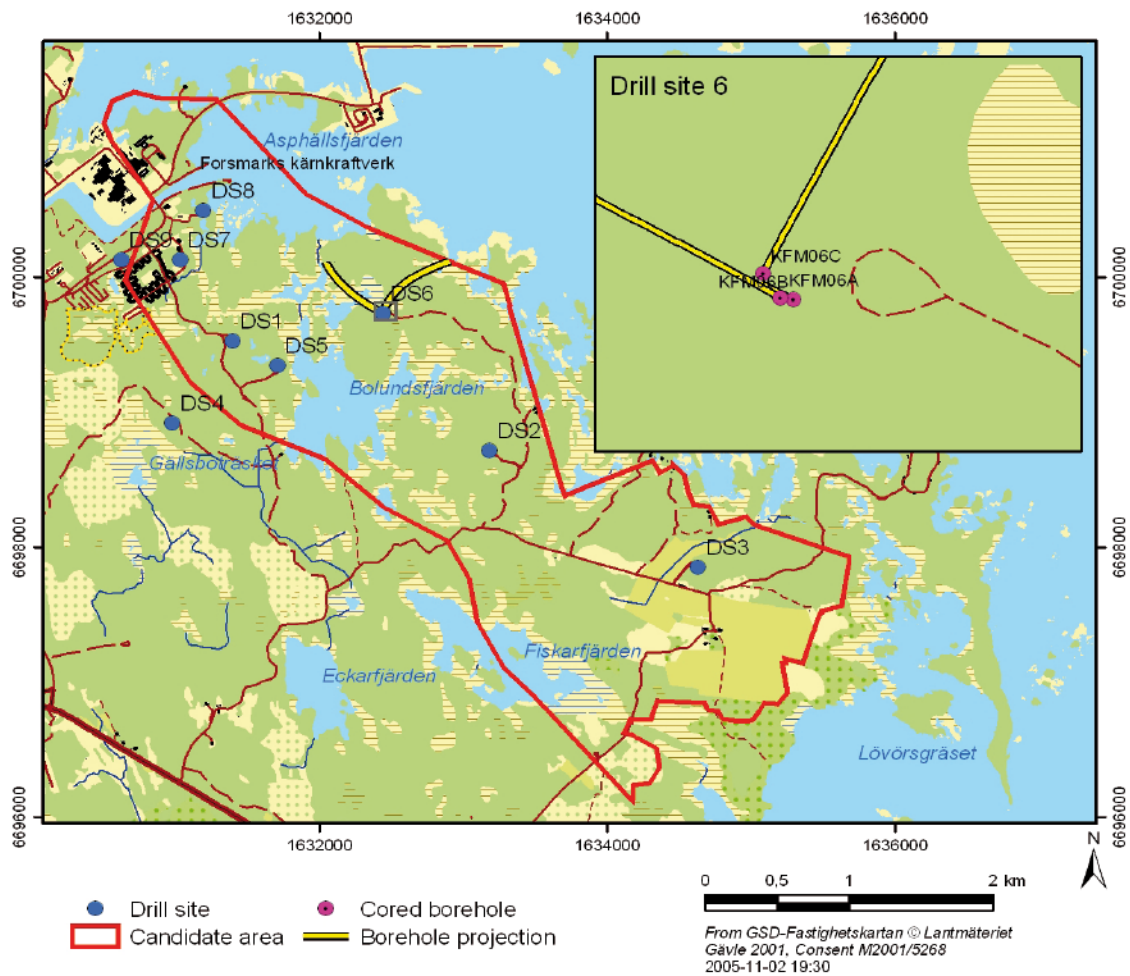 1632000
1634000
1636000
Drill site 6
Asphällsfjärden
Forsmarks kärnkraftverk
DS8
DS9
DS7
6700000
6700000
KFM06C
KFM06B
KFM06A
DS6
DS1
DS5
Bolundsfjärden
DS4
DS2
Gällsboträsket
6698000
6698000
DS3
Fiskarfjärden
Eckarfjärden
Lövörsgräset
6696000
6696000
1632000
1634000
1636000
N
Drill site
Cored borehole
Candidate area
Borehole projection
0 0,5 1 2 km
From GSD-Fastighetskartan © Lantmäteriet
Gävle 2001, Consent M2001/5268
2005-11-02 19:30